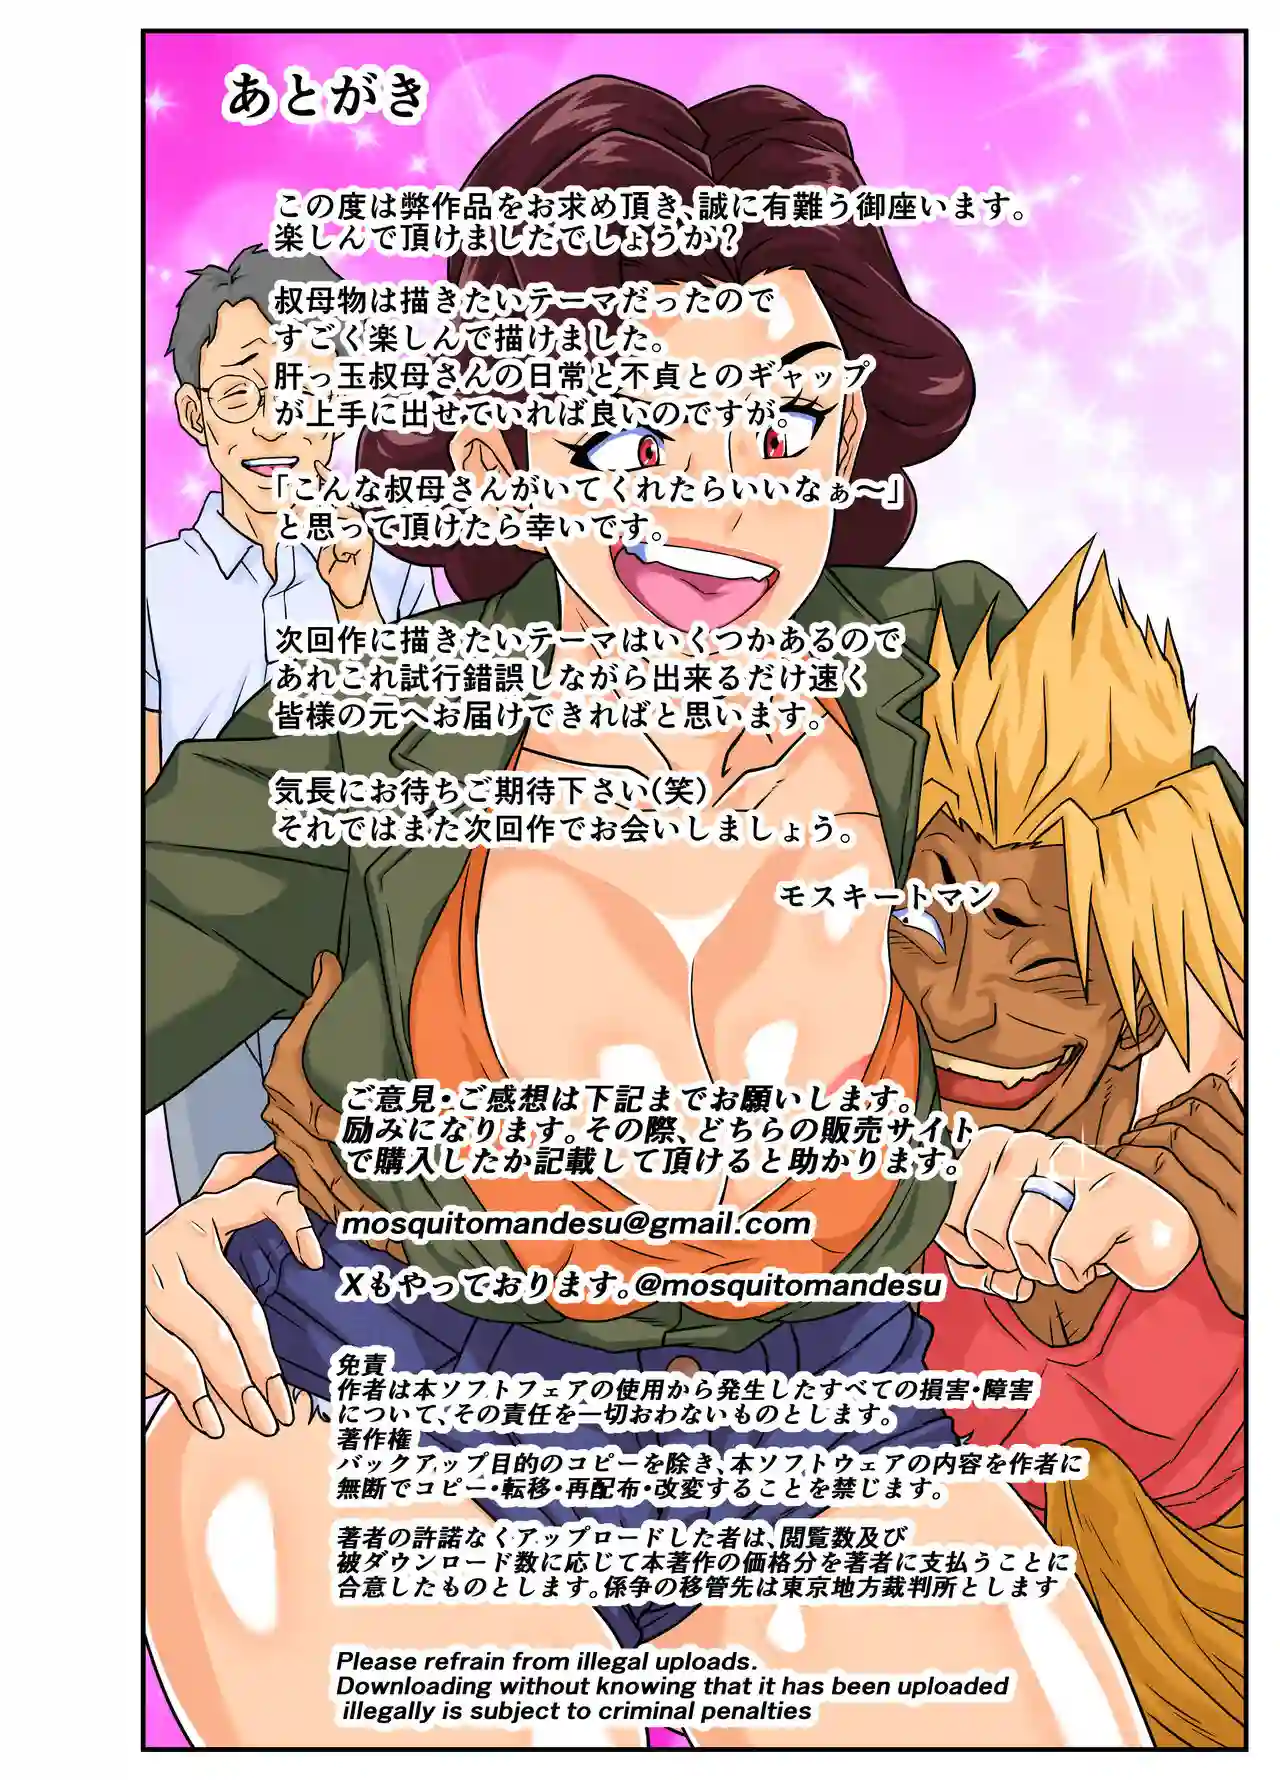 あとがき
この度は弊作品をお求め頂き、誠に有難う御座います。
楽しんで頂けましたでしょうか？
叔母物は描きたいテーマだったので
すごく楽しんで描けました。
肝っ玉叔母さんの日常と不貞とのギャップ
が上手に出せていれば良いのですが。
「こんな叔母さんがいてくれたらいいなぁ〜」
と思って頂けたら幸いです。
次回作に描きたいテーマはいくつかあるので
あれこれ試行錯誤しながら出来るだけ速く
皆様の元へお届けできればと思います。
気長にお待ちご期待下さい(笑)
それではまた次回作でお会いしましょう。
モスキートマン
ご意見・ご感想は下記までお願いします。
励みになります。その際、どちらの販売サイト
で購入したか記載して頂けると助かります。
mosquitomandesu@gmail.com
Xもやっております。@mosquitomandesu
免責
作者は本ソフトフェアの使用から発生したすべての損害・障害
について、その責任を一切おわないものとします。
著作権
バックアップ目的のコピーを除き、本ソフトウェアの内容を作者に
無断でコピー・転移・再配布・改変することを禁じます。
著者の許諾なくアップロードした者は、閲覧数及び
被ダウンロード数に応じて本著作の価格分を著者に支払うことに
合意したものとします。係争の移管先は東京地方裁判所とします
Please refrain from illegal uploads.
Downloading without knowing that it has been uploaded
illegally is subject to criminal penalties